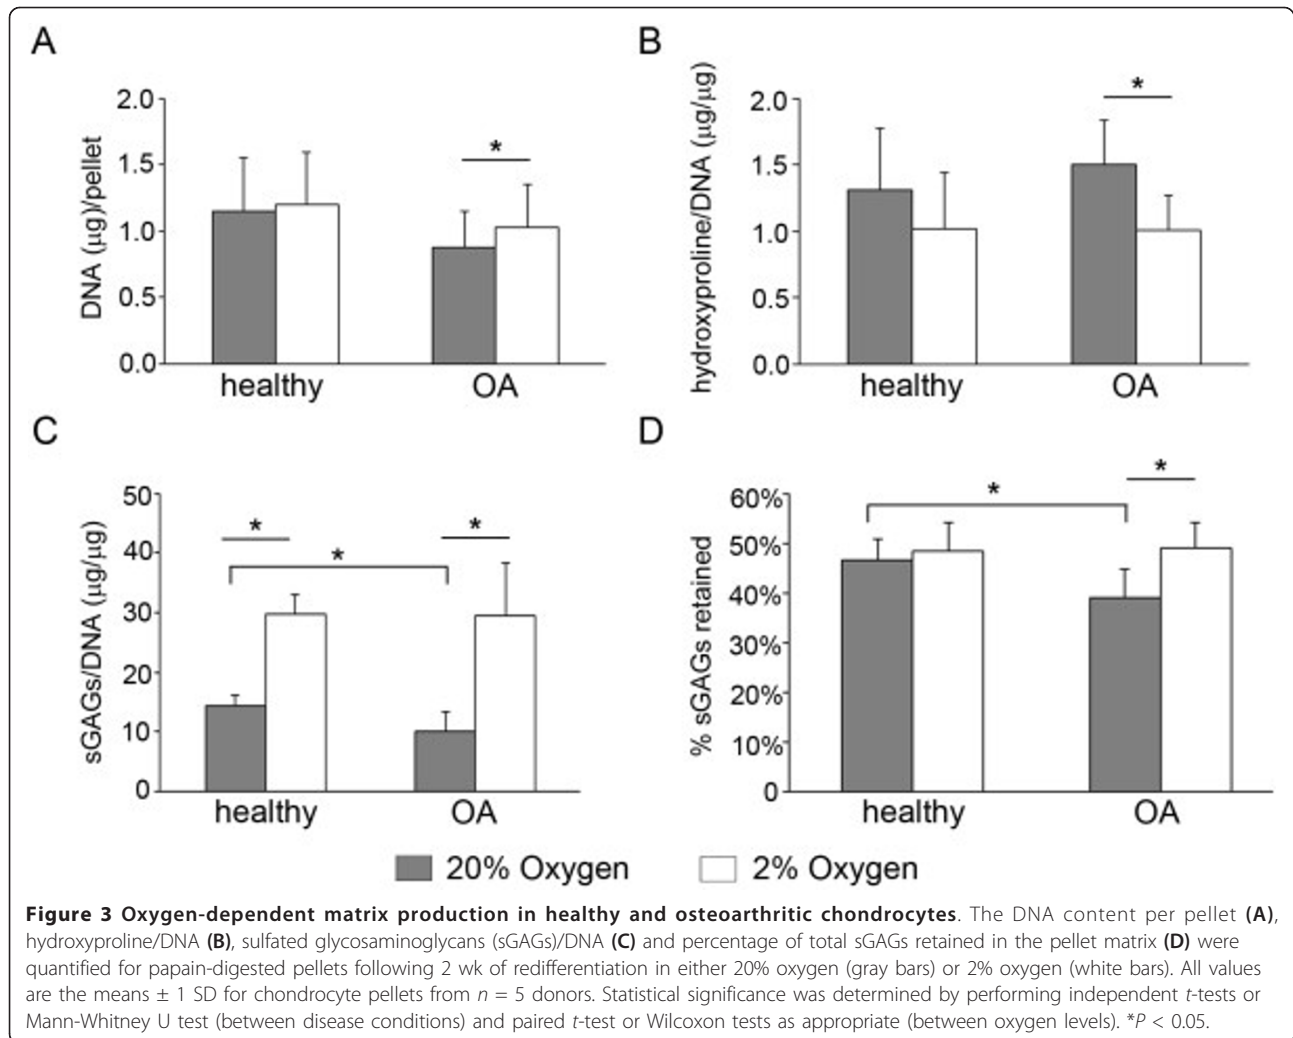 A
DNA (μg)/pellet
2.0
1.5
1.0
0.5
0.0
*
healthy
OA
B
hydroxyproline/DNA (μg/μg)
2.0
1.5
1.0
0.5
0.0
*
healthy
OA
C
sGAGs/DNA (μg/μg)
50
40
30
20
10
0
*
*
*
healthy
OA
D
% sGAGs retained
60%
50%
40%
30%
20%
10%
0
*
*
healthy
OA
20% Oxygen
2% Oxygen
Figure 3 Oxygen-dependent matrix production in healthy and osteoarthritic chondrocytes. The DNA content per pellet (A),
hydroxyproline/DNA (B), sulfated glycosaminoglycans (sGAGs)/DNA (C) and percentage of total sGAGs retained in the pellet matrix (D) were
quantified for papain-digested pellets following 2 wk of redifferentiation in either 20% oxygen (gray bars) or 2% oxygen (white bars). All values
are the means ± 1 SD for chondrocyte pellets from n = 5 donors. Statistical significance was determined by performing independent t-tests or
Mann-Whitney U test (between disease conditions) and paired t-test or Wilcoxon tests as appropriate (between oxygen levels). *P < 0.05.